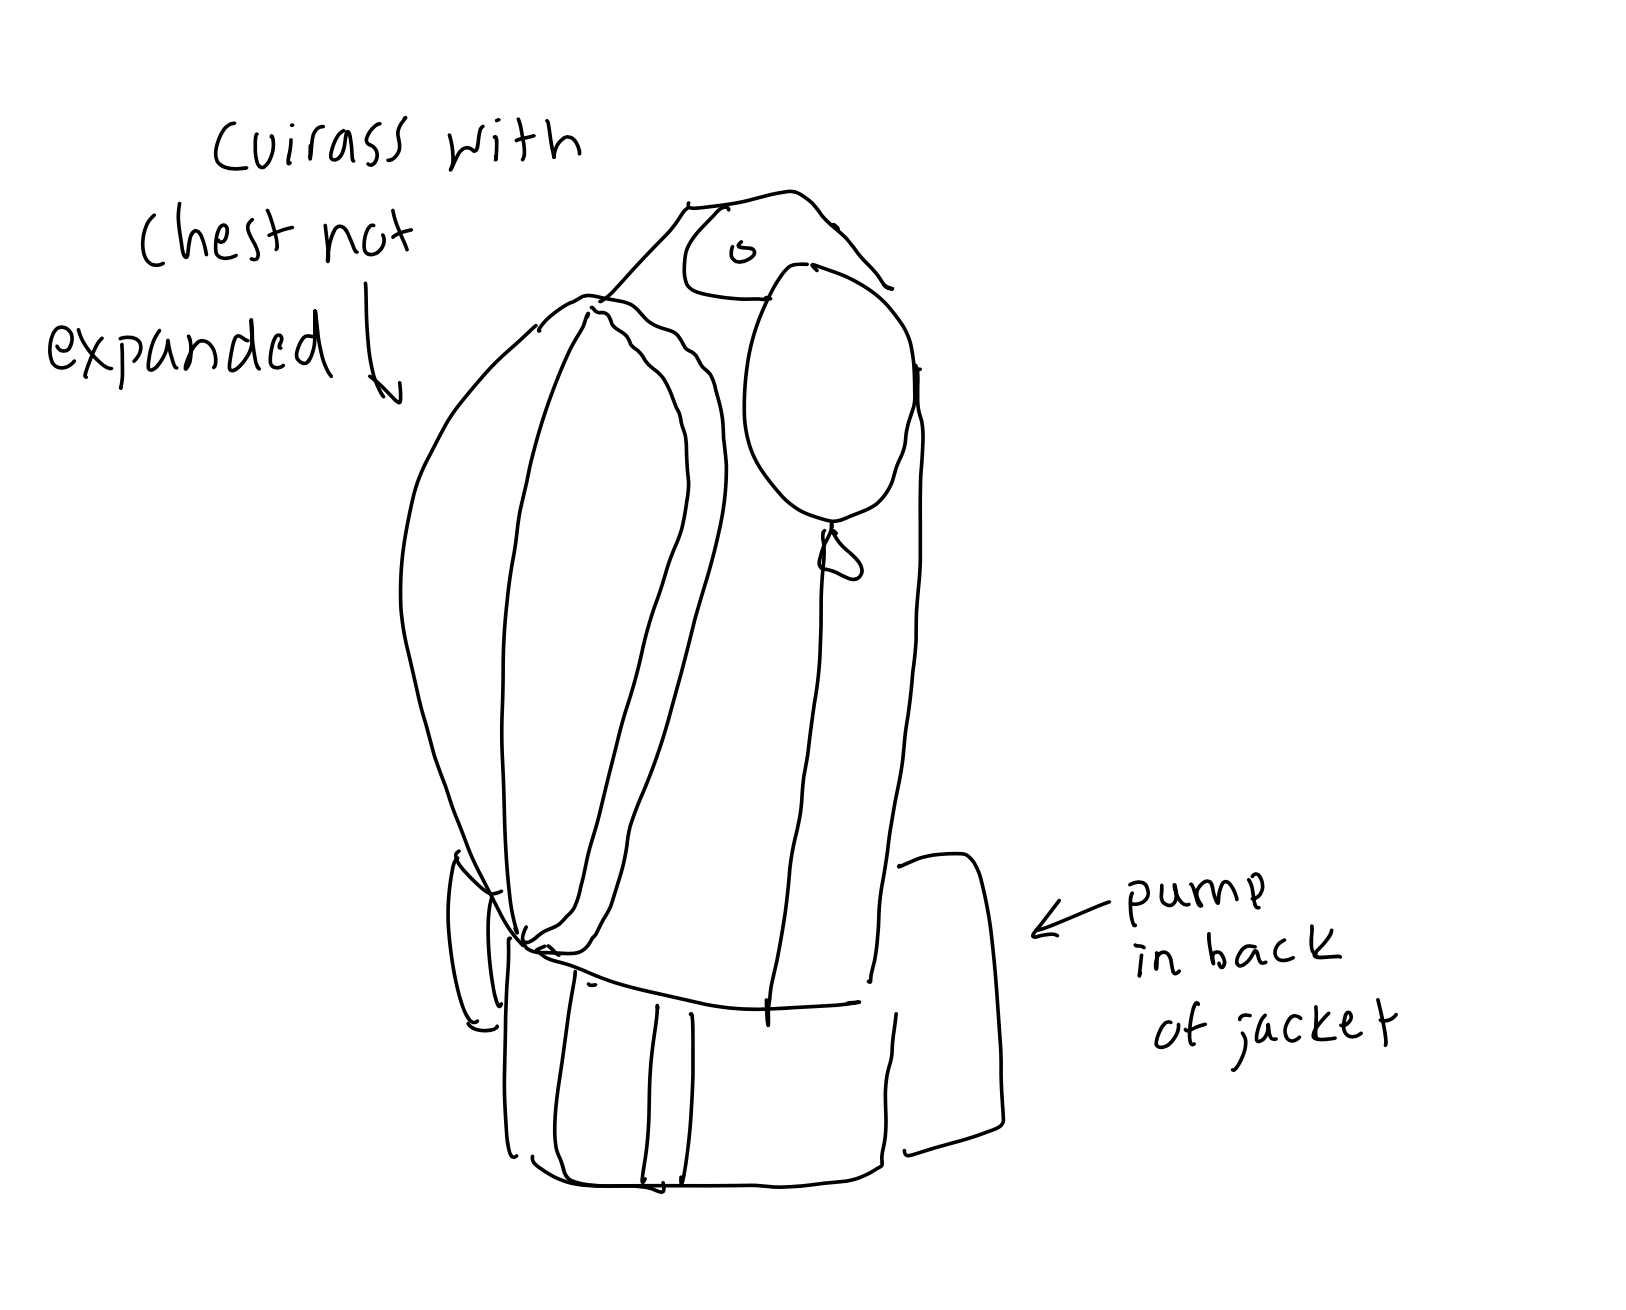 Cuirass with
chest not
expanded
pump
in back
of jacket